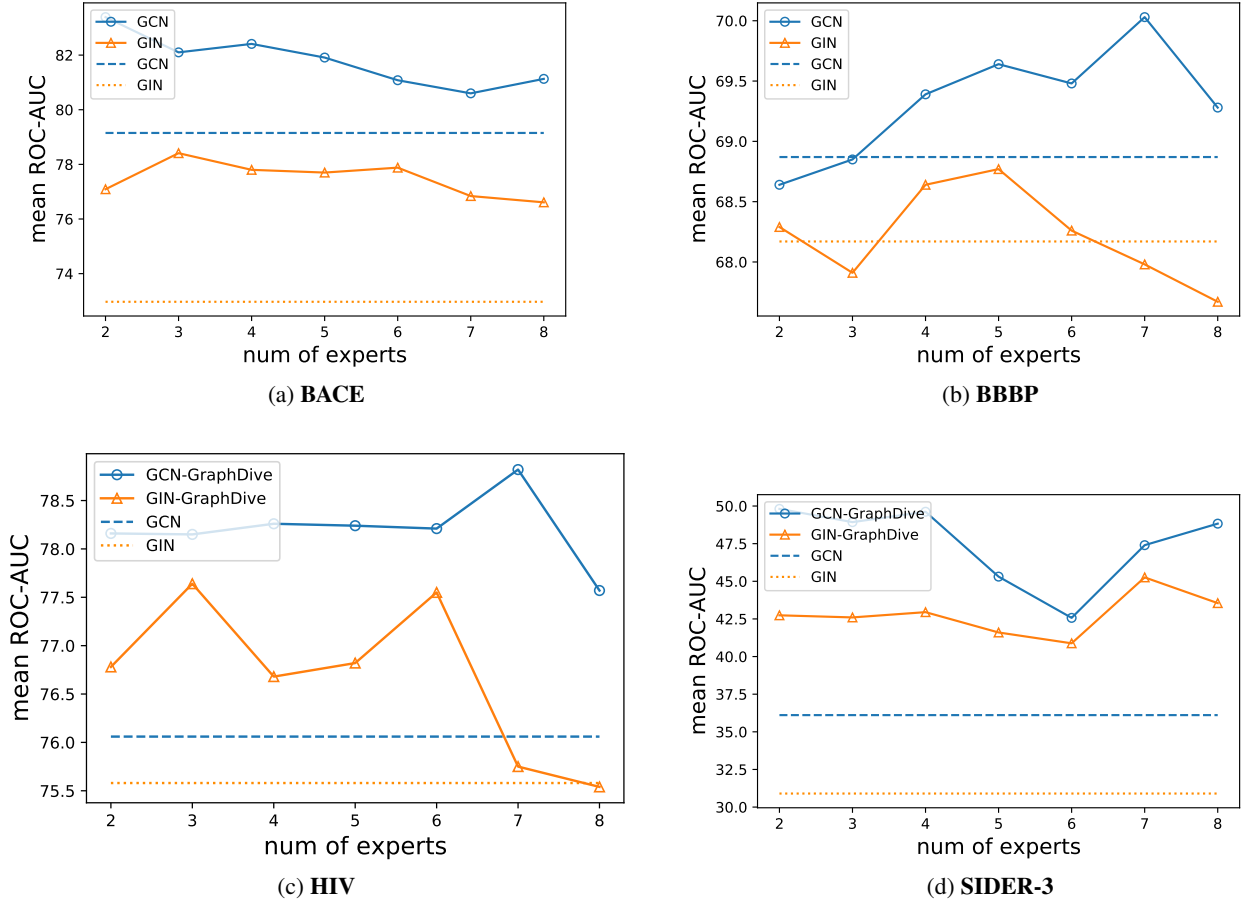 GCN
GIN
GCN
GIN
82
80
78
76
74
mean ROC-AUC
2 3 4 5 6 7 8
num of experts
(a) BACE
GCN
GIN
GCN
GIN
70.0
69.5
69.0
68.5
68.0
mean ROC-AUC
2 3 4 5 6 7 8
num of experts
(b) BBBP
GCN-GraphDive
GIN-GraphDive
GCN
GIN
78.5
78.0
77.5
77.0
76.5
76.0
75.5
mean ROC-AUC
2 3 4 5 6 7 8
num of experts
(c) HIV
GCN-GraphDive
GIN-GraphDive
GCN
GIN
50.0
47.5
45.0
42.5
40.0
37.5
35.0
32.5
30.0
mean ROC-AUC
2 3 4 5 6 7 8
num of experts
(d) SIDER-3